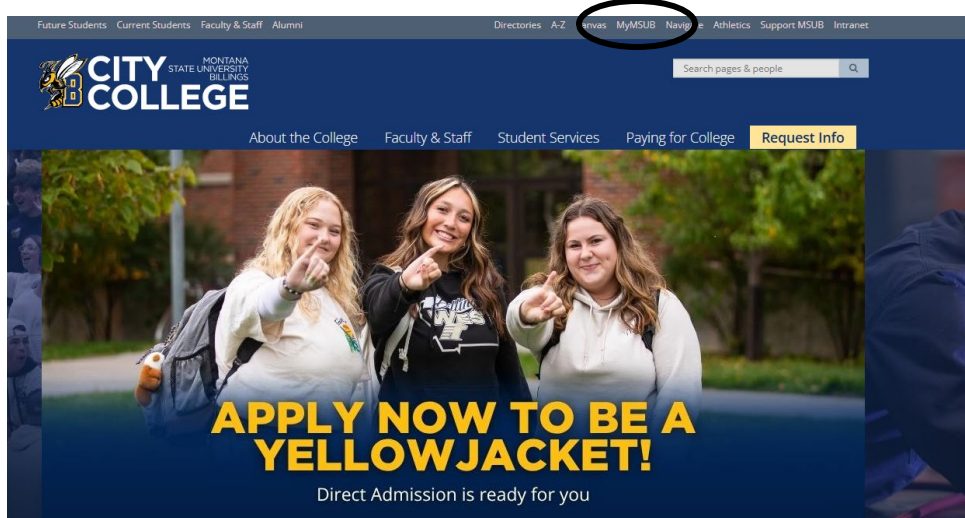 Future Students Current Students Faculty & Staff Alumni Directories A-Z Canvas MyMSUB Navigate Athletics Support MSUB Intranet
CITY STATE UNIVERSITY MONTANA BILLINGS
COLLEGE
B
Search pages & people
About the College Faculty & Staff Student Services Paying for College Request Info
APPLY NOW TO BE A
YELLOWJACKET!
Direct Admission is ready for you